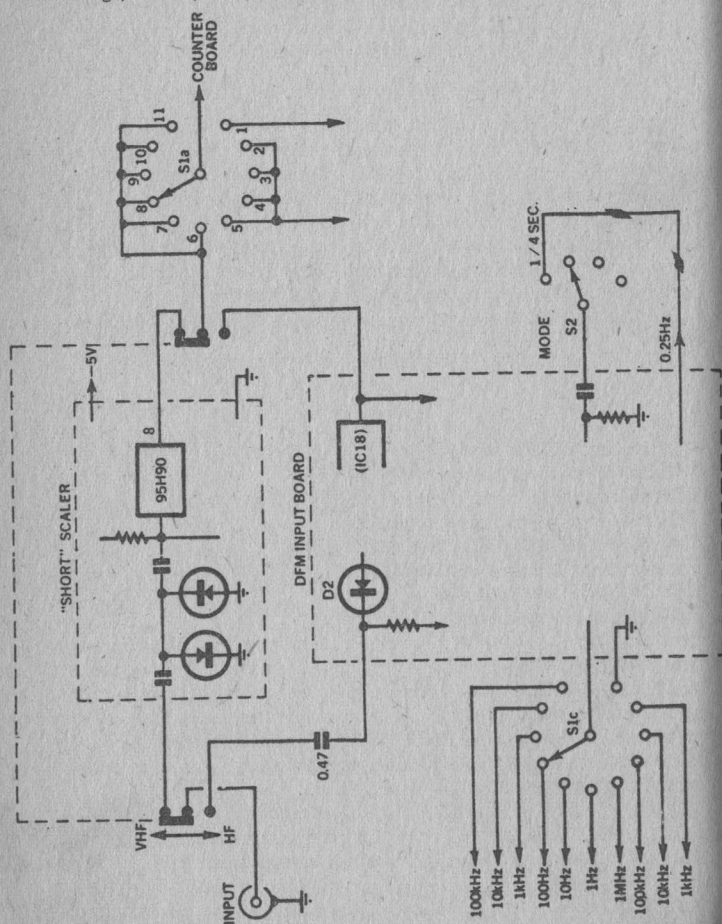 COUNTER
BOARD
11
10
9
S1a
8
7
6
1
2
3
4
5
-5V
"SHORT" SCALER
8
95H90
1/4 SEC.
MODE
S2
0.25Hz
DFM INPUT BOARD
(IC18)
D2
VHF
HF
0.47
INPUT
S1c
100kHz
10kHz
1kHz
100Hz
10Hz
1Hz
1MHz
100kHz
10kHz
1kHz